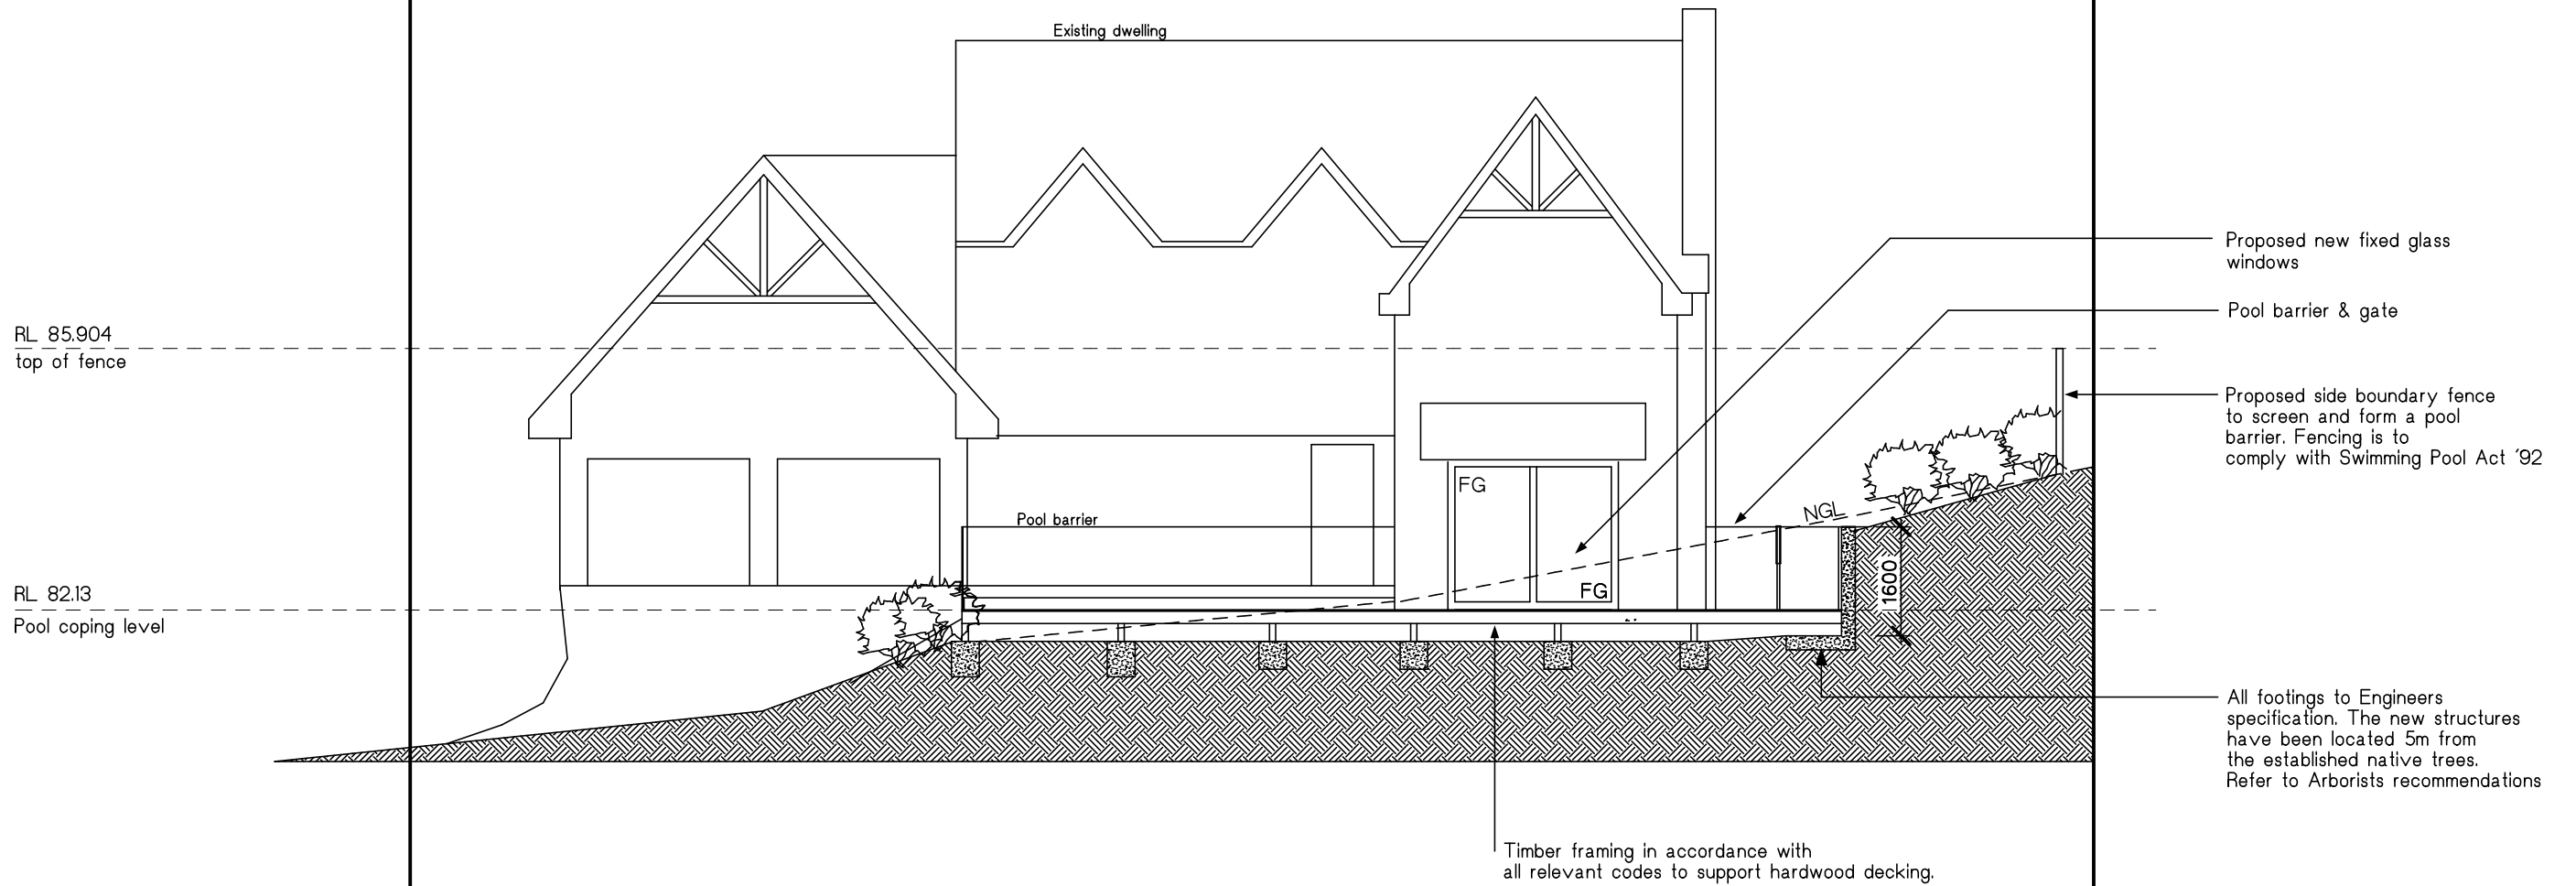 Existing dwelling
Proposed new fixed glass
windows
Pool barrier & gate
RL 85.904
top of fence
Proposed side boundary fence
to screen and form a pool
barrier. Fencing is to
comply with Swimming Pool Act '92
FG
NGL
Pool barrier
FG
1600
RL 82.13
Pool coping level
All footings to Engineers
specification. The new structures
have been located 5m from
the established native trees.
Refer to Arborists recommendations
Timber framing in accordance with
all relevant codes to support hardwood decking.